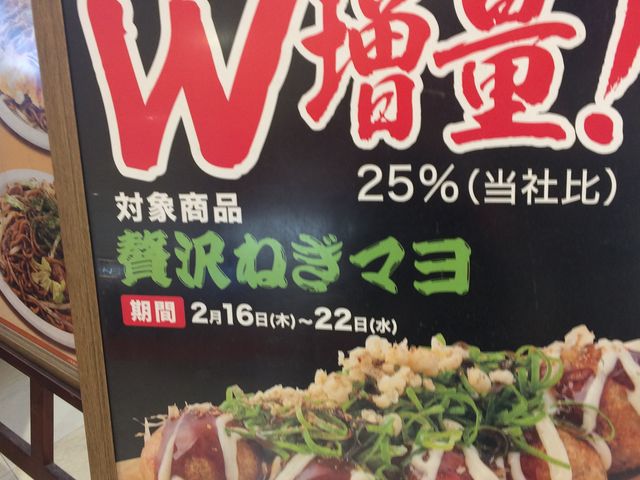 W増量!
25%(当社比)
対象商品
贅沢ねぎマヨ
期間 2月16日(木)～22日(水)